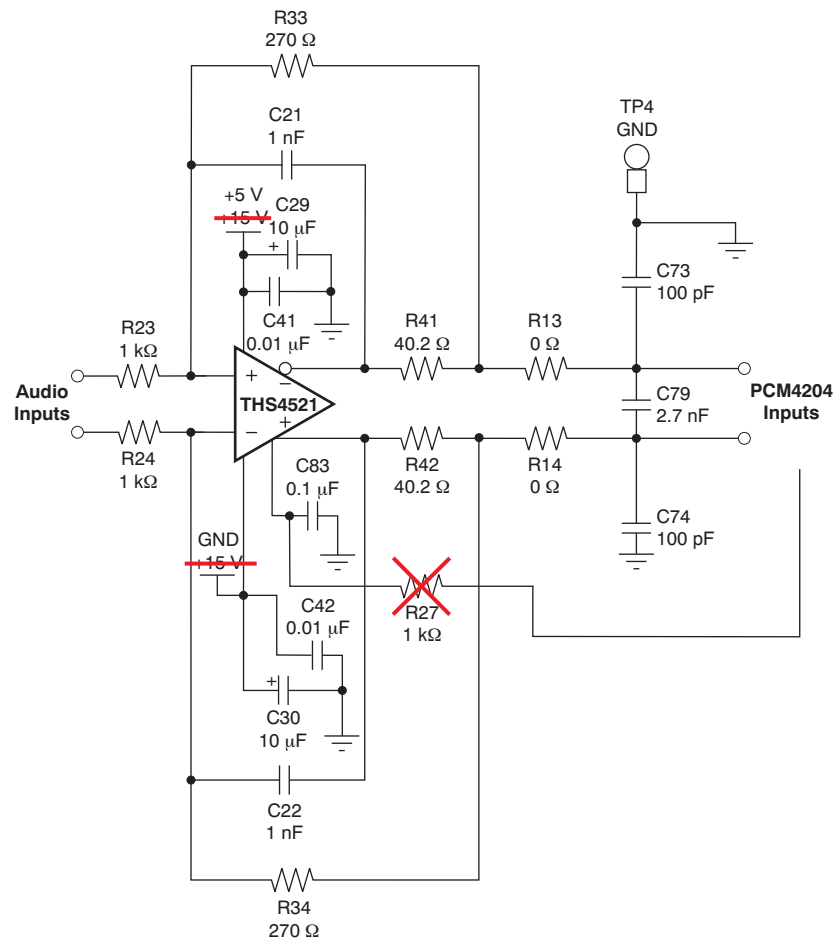 R33
270 Ω
C21
1 nF
TP4
GND
+5 V
+15 V
C29
10 µF
+
C73
100 pF
C41
0.01 µF
R23
1 kΩ
R41
40.2 Ω
R13
0 Ω
Audio
Inputs
+
−
THS4521
−
+
C79
2.7 nF
PCM4204
Inputs
R24
1 kΩ
R42
40.2 Ω
R14
0 Ω
C83
0.1 µF
C74
100 pF
GND
+15 V
R27
1 kΩ
C42
0.01 µF
+
C30
10 µF
C22
1 nF
R34
270 Ω